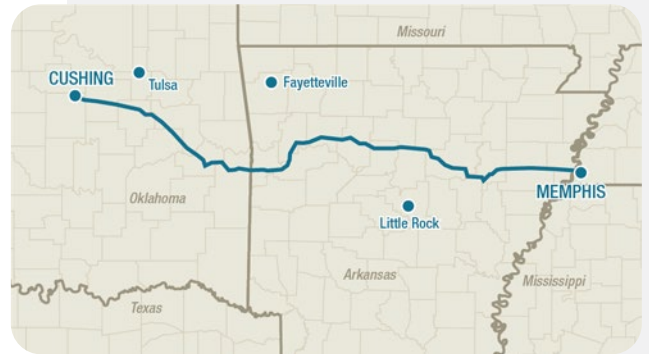 Missouri
CUSHING
Tulsa
Fayetteville
Oklahoma
MEMPHIS
Little Rock
Arkansas
Mississippi
Texas